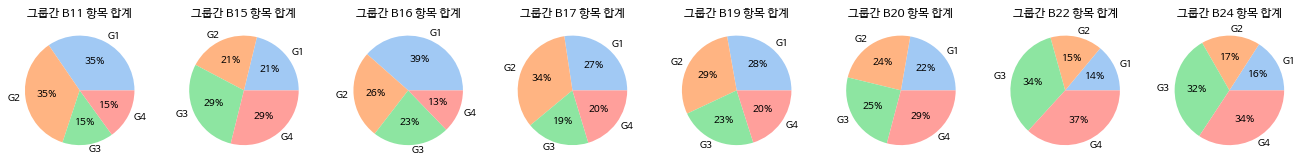 그룹간 B11 항목 합계
G1
35%
G2
35%
G3
15%
G4
15%
그룹간 B15 항목 합계
G1
21%
G2
21%
G3
29%
G4
29%
그룹간 B16 항목 합계
G1
39%
G2
26%
G3
23%
G4
13%
그룹간 B17 항목 합계
G1
27%
G2
34%
G3
19%
G4
20%
그룹간 B19 항목 합계
G1
28%
G2
29%
G3
23%
G4
20%
그룹간 B20 항목 합계
G1
22%
G2
24%
G3
25%
G4
29%
그룹간 B22 항목 합계
G1
14%
G2
15%
G3
34%
G4
37%
그룹간 B24 항목 합계
G1
16%
G2
17%
G3
32%
G4
34%